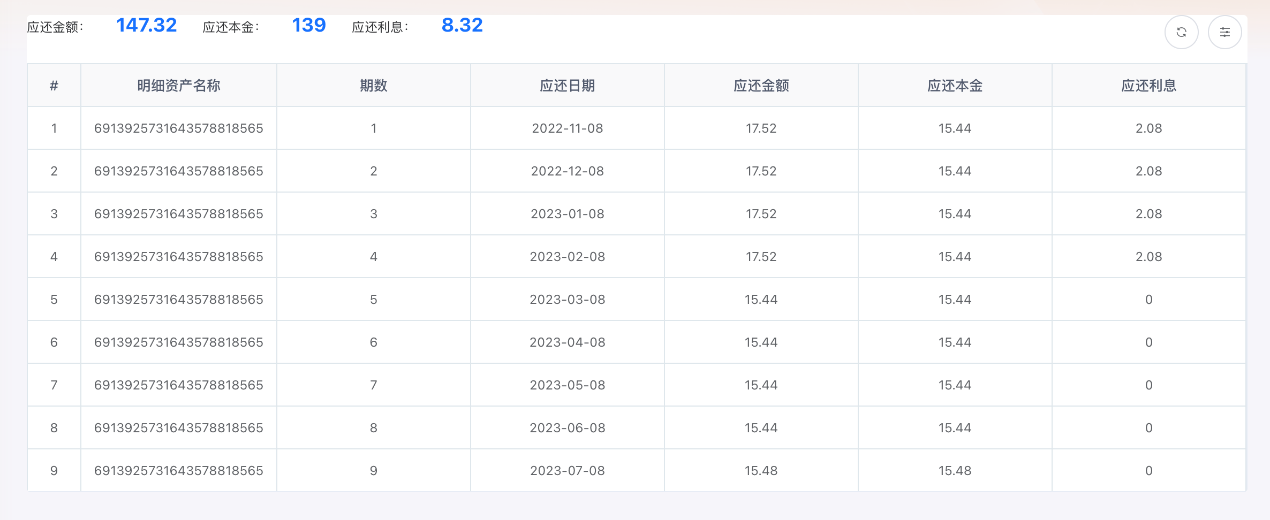 应还金额： 147.32 应还本金： 139 应还利息： 8.32
# 明细资产名称 期数 应还日期 应还金额 应还本金 应还利息
1 6913925731643578818565 1 2022-11-08 17.52 15.44 2.08
2 6913925731643578818565 2 2022-12-08 17.52 15.44 2.08
3 6913925731643578818565 3 2023-01-08 17.52 15.44 2.08
4 6913925731643578818565 4 2023-02-08 17.52 15.44 2.08
5 6913925731643578818565 5 2023-03-08 15.44 15.44 0
6 6913925731643578818565 6 2023-04-08 15.44 15.44 0
7 6913925731643578818565 7 2023-05-08 15.44 15.44 0
8 6913925731643578818565 8 2023-06-08 15.44 15.44 0
9 6913925731643578818565 9 2023-07-08 15.48 15.48 0